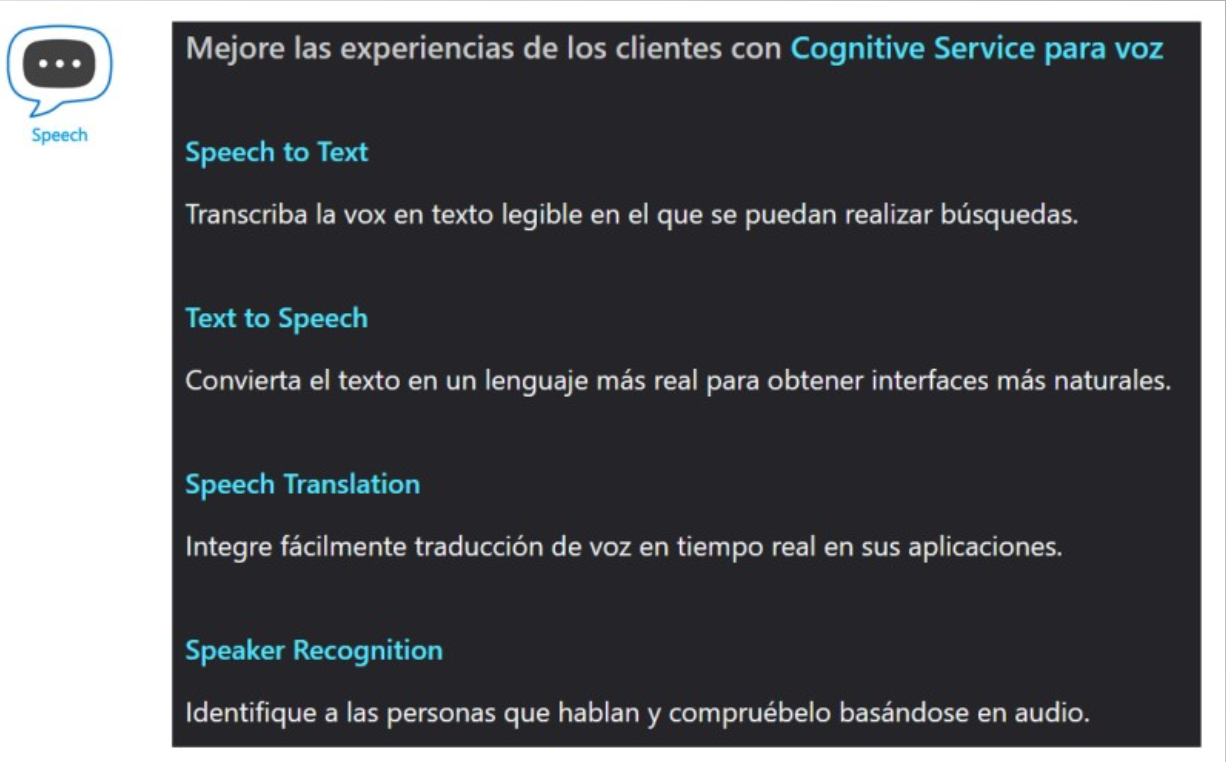 Speech
Mejore las experiencias de los clientes con Cognitive Service para voz
Speech to Text
Transcriba la vox en texto legible en el que se puedan realizar búsquedas.
Text to Speech
Convierta el texto en un lenguaje más real para obtener interfaces más naturales.
Speech Translation
Integre fácilmente traducción de voz en tiempo real en sus aplicaciones.
Speaker Recognition
Identifique a las personas que hablan y compruébelo basándose en audio.